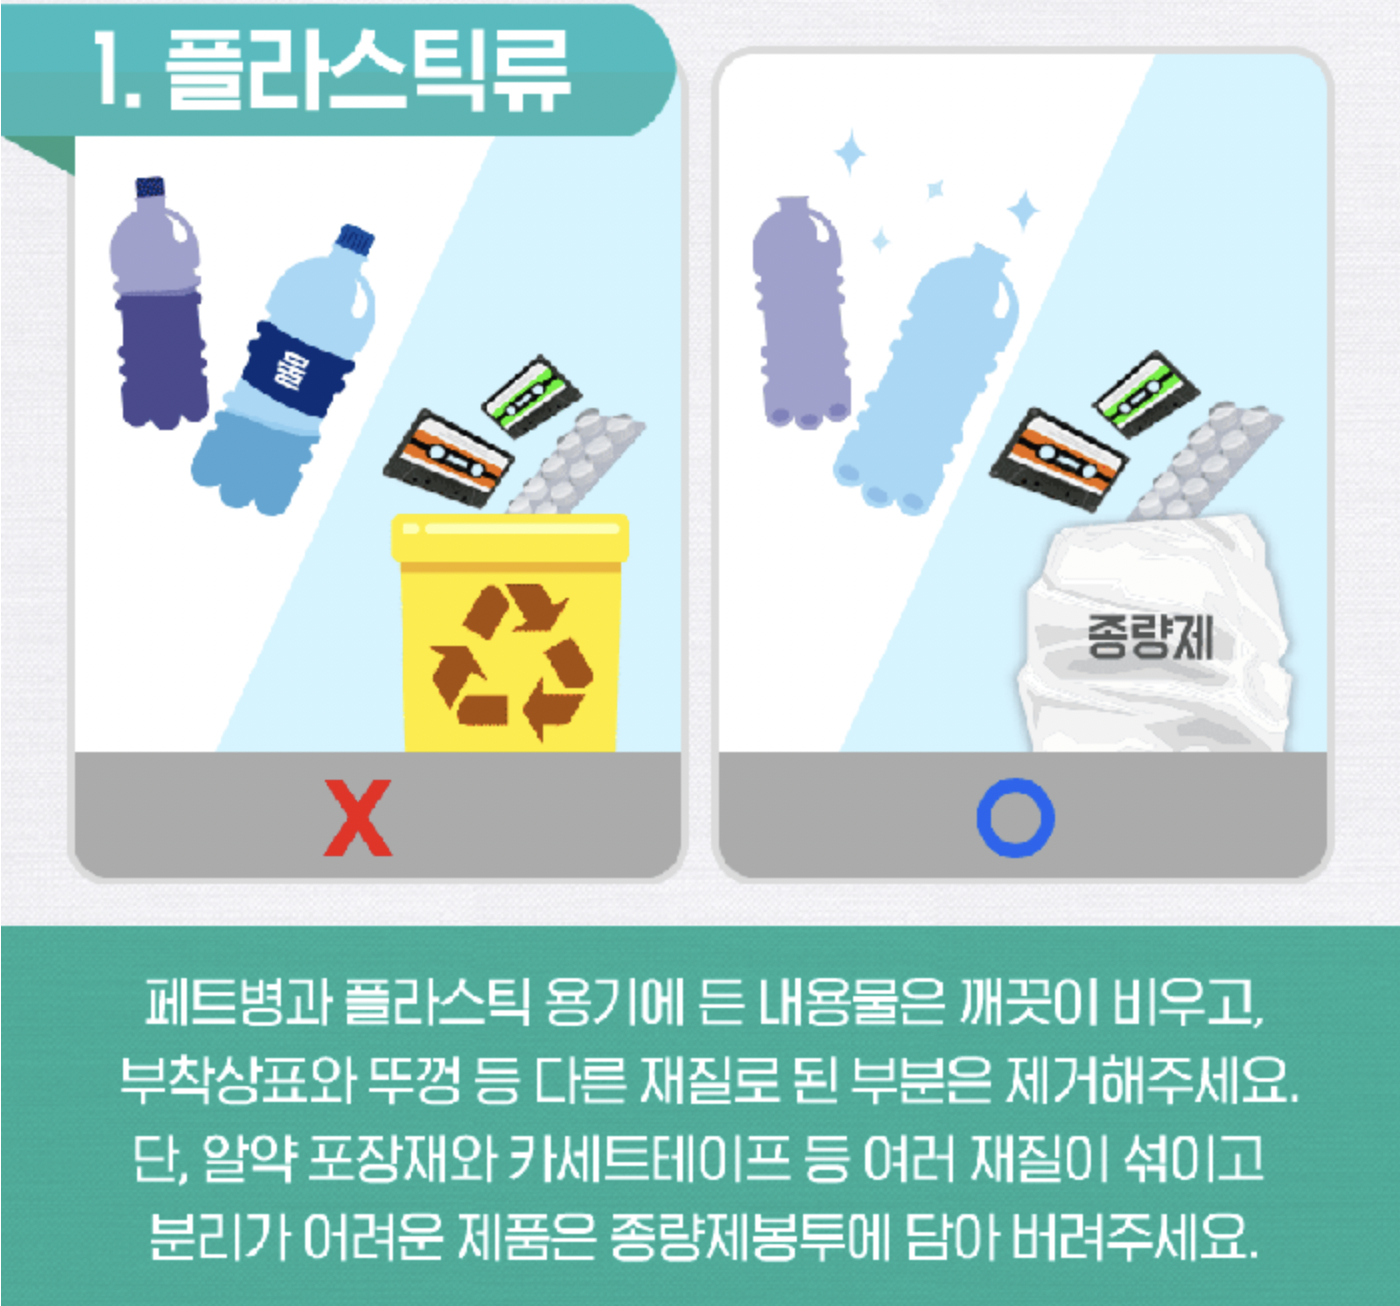 1. 플라스틱류
물
종량제
X
페트병과 플라스틱 용기에 든 내용물은 깨끗이 비우고,
부착상표와 뚜껑 등 다른 재질로 된 부분은 제거해주세요.
단, 알약 포장재와 카세트테이프 등 여러 재질이 섞이고
분리가 어려운 제품은 종량제봉투에 담아 버려주세요.